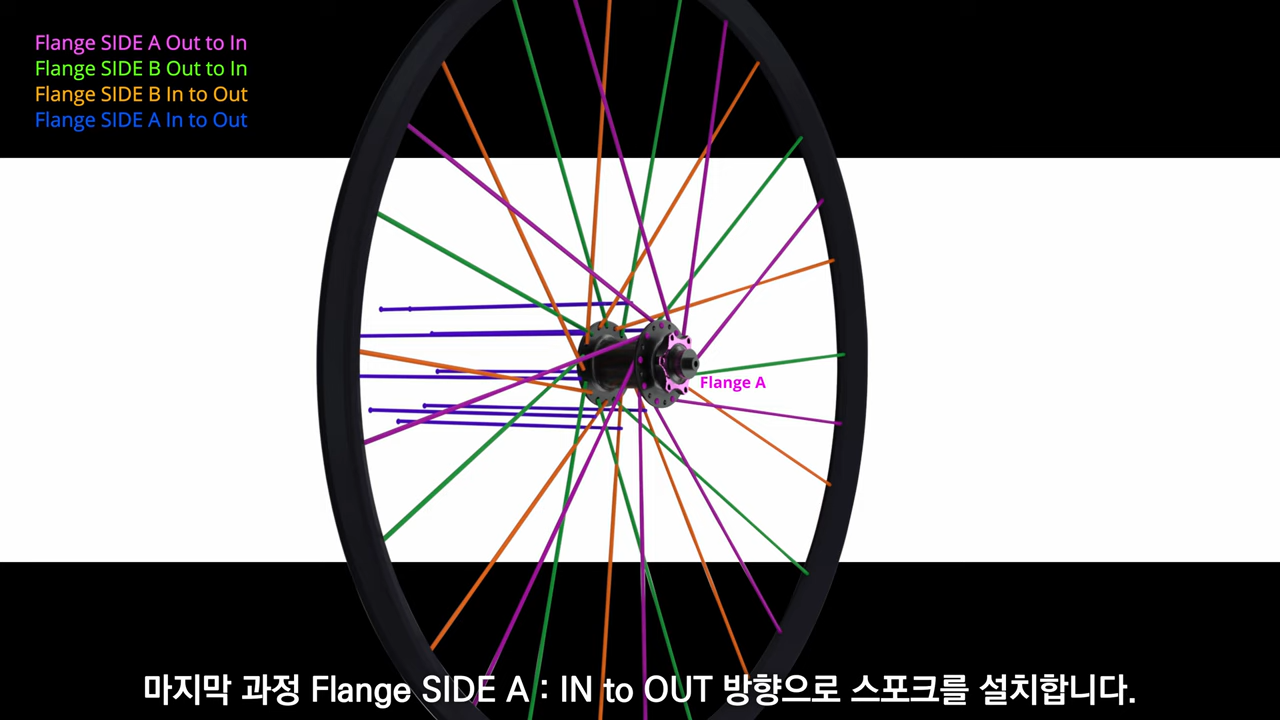 Flange SIDE A Out to In
Flange SIDE B Out to In
Flange SIDE B In to Out
Flange SIDE A In to Out
Flange A
마지막 과정 Flange SIDE A : IN to OUT 방향으로 스포크를 설치합니다.